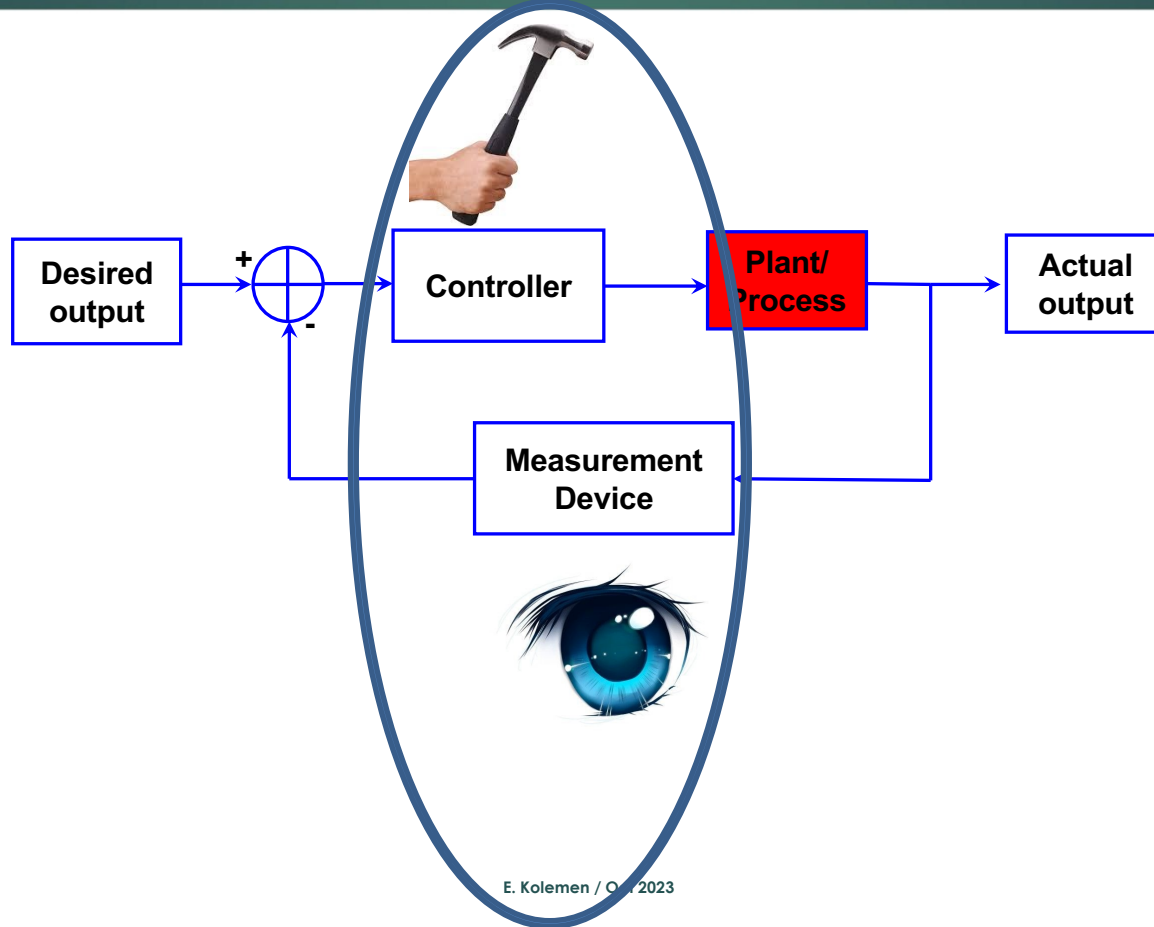 Desired
output
+
-
Controller
Plant/
Process
Actual
output
Measurement
Device
E. Kolemen / 2023